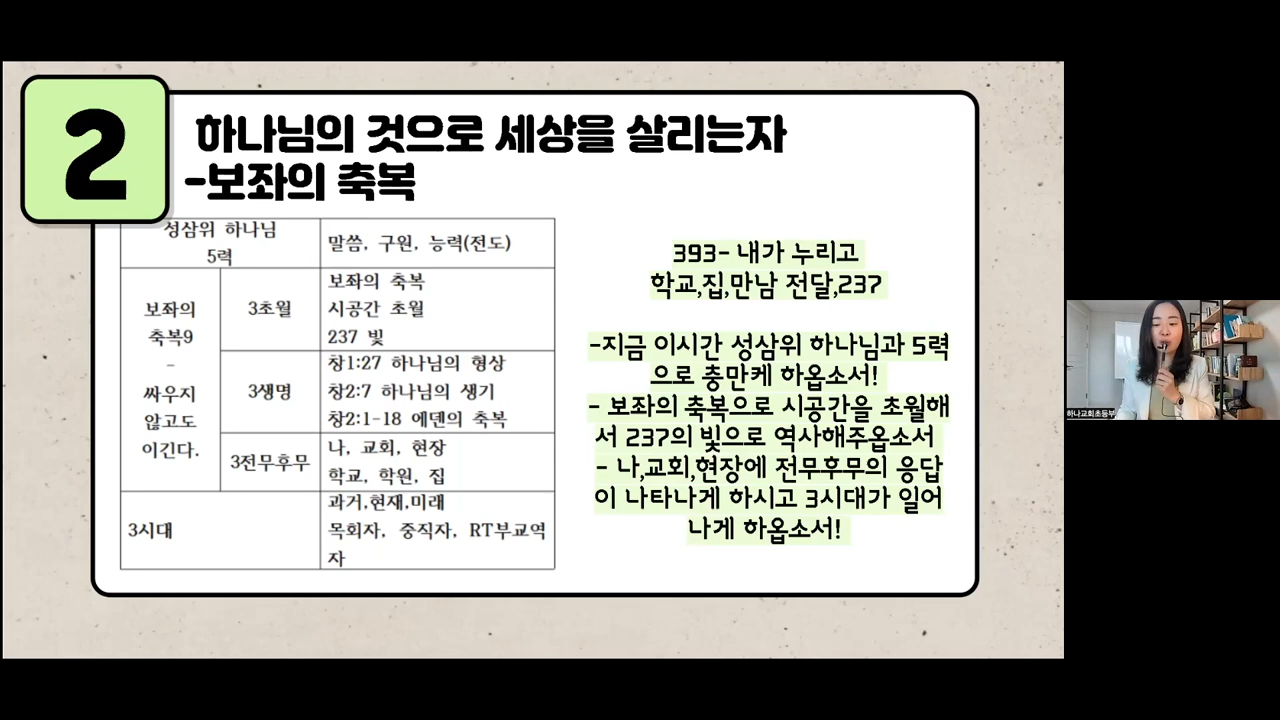 2
하나님의 것으로 세상을 살리는자
-보좌의 축복
성삼위 하나님
5력
말씀, 구원, 능력(전도)
보좌의
축복9
-
싸우지
않고도
이긴다.
3초월
보좌의 축복
시공간 초월
237 빛
3생명
창1:27 하나님의 형상
창2:7 하나님의 생기
창2:1-18 에덴의 축복
3전무후무
나, 교회, 현장
학교, 학원, 집
3시대
과거,현재,미래
목회자, 중직자, RT부교역
자
393- 내가 누리고
학교,집,만남 전달,237
-지금 이시간 성삼위 하나님과 5력
으로 충만케 하옵소서!
- 보좌의 축복으로 시공간을 초월해
서 237의 빛으로 역사해주옵소서
- 나,교회,현장에 전무후무의 응답
이 나타나게 하시고 3시대가 일어
나게 하옵소서!
하나교회초등부